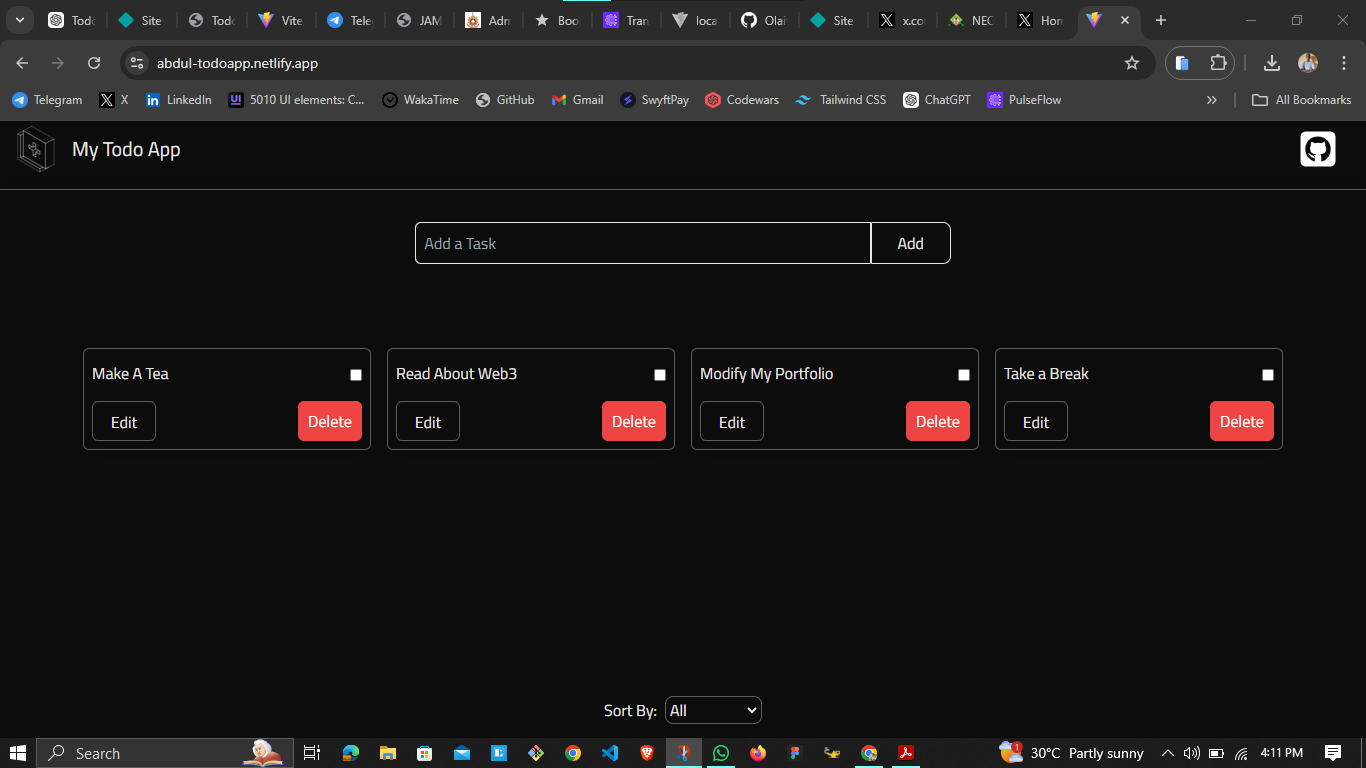 Todo
Site
Todo
Vite
Tele
JAM
Adm
Boo
Tran
loca
Olai
Site
x.co
NEC
Hon
abdul-todoapp.netlify.app
Telegram X LinkedIn 5010 UI elements: C... WakaTime GitHub Gmail SwyftPay Codewars Tailwind CSS ChatGPT PulseFlow » All Bookmarks
My Todo App
Add a Task Add
Make A Tea Read About Web3 Modify My Portfolio Take a Break
Edit Delete Edit Delete Edit Delete Edit Delete
Sort By: All
Search 1 30°C Partly sunny 4:11 PM